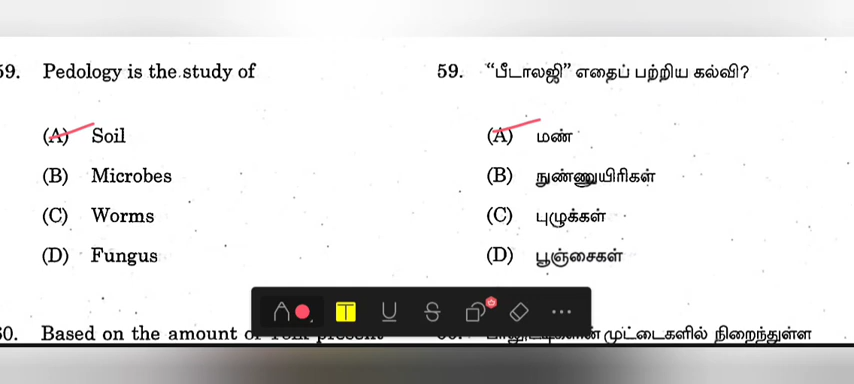 59. Pedology is the study of
(A) Soil
(B) Microbes
(C) Worms
(D) Fungus
Based on the amount
59. “பீடாலஜி” எதைப் பற்றிய கல்வி?
(A) மண்
(B) நுண்ணுயிரிகள்
(C) புழுக்கள்
(D) பூஞ்சைகள்
முட்டைகளில் நிறைந்துள்ள